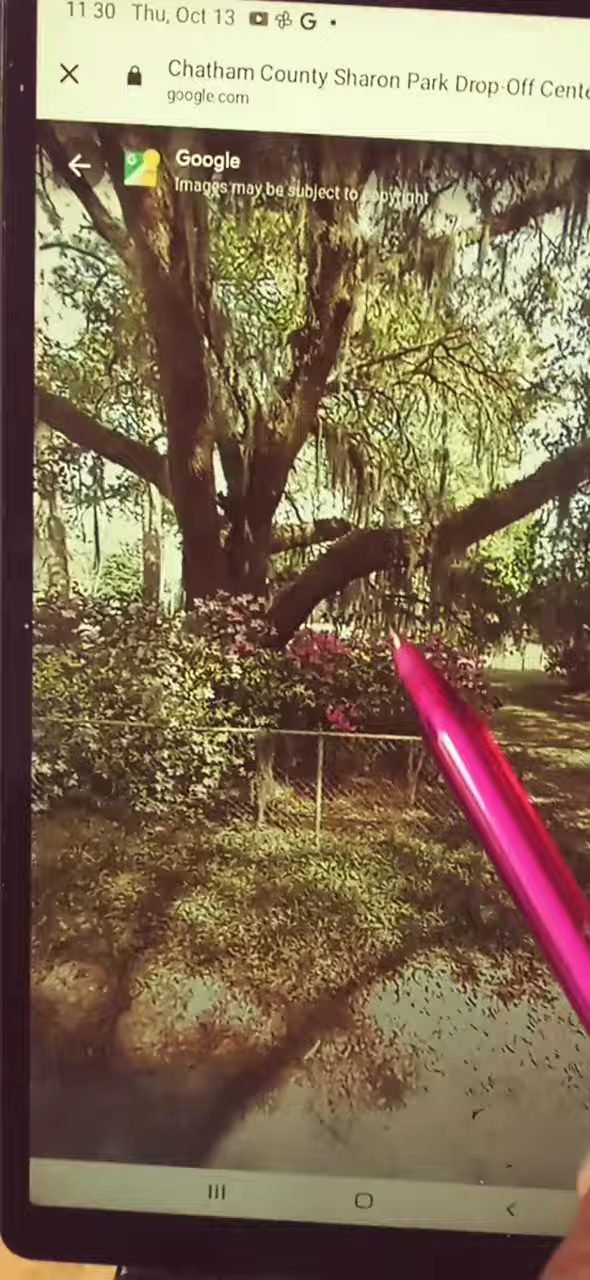 11 30 Thu, Oct 13 G
Chatham County Sharon Park Drop-Off Cente
google.com
Google
Images may be subject to copyright